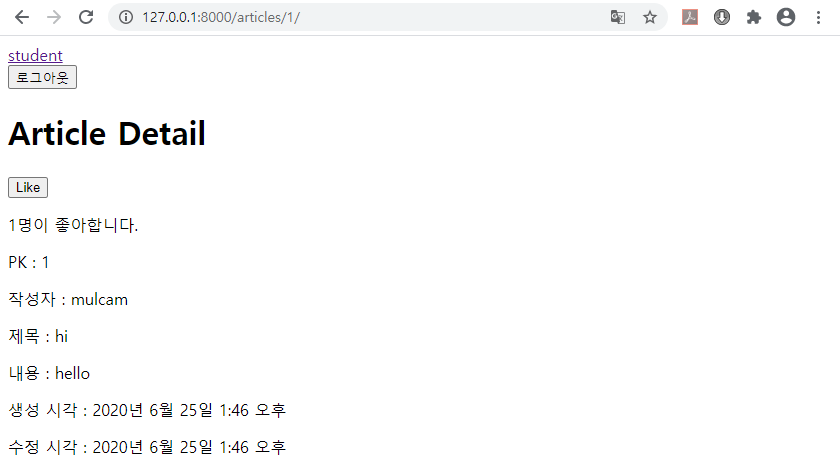 127.0.0.1:8000/articles/1/
student
로그아웃
Article Detail
Like
1명이 좋아합니다.
PK : 1
작성자 : mulcam
제목 : hi
내용 : hello
생성 시각 : 2020년 6월 25일 1:46 오후
수정 시각 : 2020년 6월 25일 1:46 오후